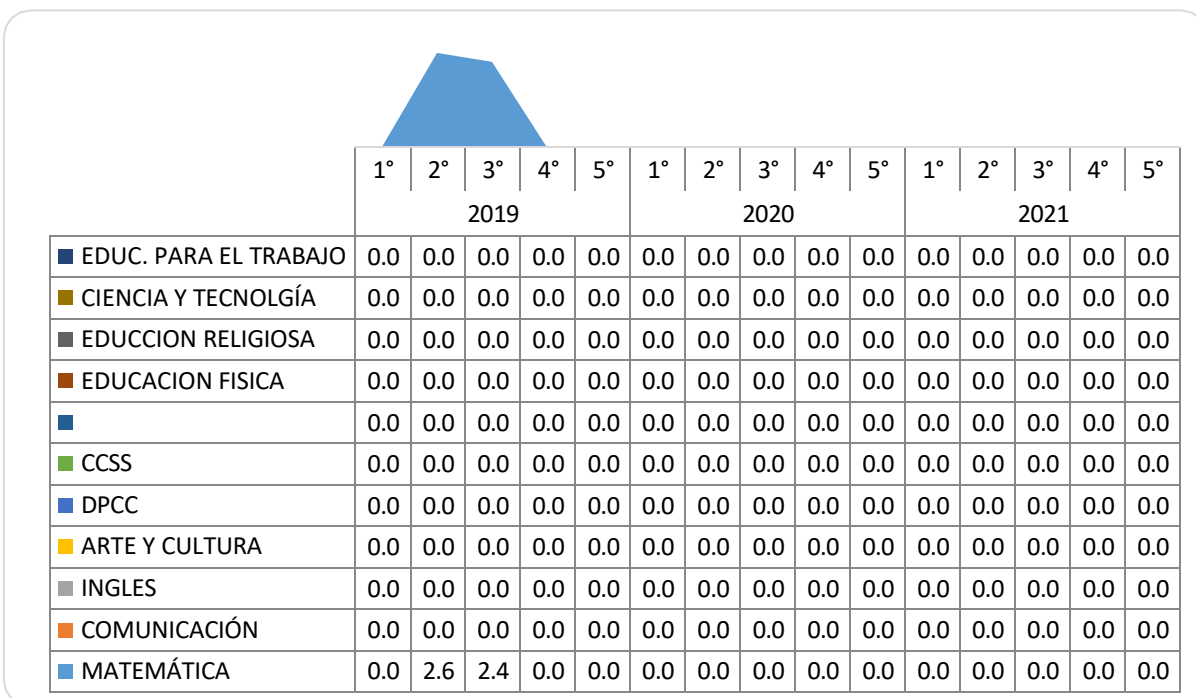 1° 2° 3° 4° 5° 1° 2° 3° 4° 5° 1° 2° 3° 4° 5°
2019 2020 2021
EDUC. PARA EL TRABAJO 0.0 0.0 0.0 0.0 0.0 0.0 0.0 0.0 0.0 0.0 0.0 0.0 0.0 0.0 0.0
CIENCIA Y TECNOLGÍA 0.0 0.0 0.0 0.0 0.0 0.0 0.0 0.0 0.0 0.0 0.0 0.0 0.0 0.0 0.0
EDUCCION RELIGIOSA 0.0 0.0 0.0 0.0 0.0 0.0 0.0 0.0 0.0 0.0 0.0 0.0 0.0 0.0 0.0
EDUCACION FISICA 0.0 0.0 0.0 0.0 0.0 0.0 0.0 0.0 0.0 0.0 0.0 0.0 0.0 0.0 0.0
0.0 0.0 0.0 0.0 0.0 0.0 0.0 0.0 0.0 0.0 0.0 0.0 0.0 0.0 0.0
CCSS 0.0 0.0 0.0 0.0 0.0 0.0 0.0 0.0 0.0 0.0 0.0 0.0 0.0 0.0 0.0
DPCC 0.0 0.0 0.0 0.0 0.0 0.0 0.0 0.0 0.0 0.0 0.0 0.0 0.0 0.0 0.0
ARTE Y CULTURA 0.0 0.0 0.0 0.0 0.0 0.0 0.0 0.0 0.0 0.0 0.0 0.0 0.0 0.0 0.0
INGLES 0.0 0.0 0.0 0.0 0.0 0.0 0.0 0.0 0.0 0.0 0.0 0.0 0.0 0.0 0.0
COMUNICACIÓN 0.0 0.0 0.0 0.0 0.0 0.0 0.0 0.0 0.0 0.0 0.0 0.0 0.0 0.0 0.0
MATEMÁTICA 0.0 2.6 2.4 0.0 0.0 0.0 0.0 0.0 0.0 0.0 0.0 0.0 0.0 0.0 0.0